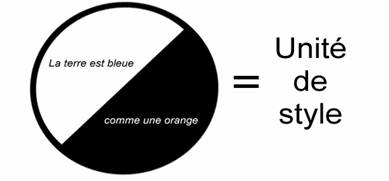 La terre est bleue
comme une orange
=
Unité
de
style